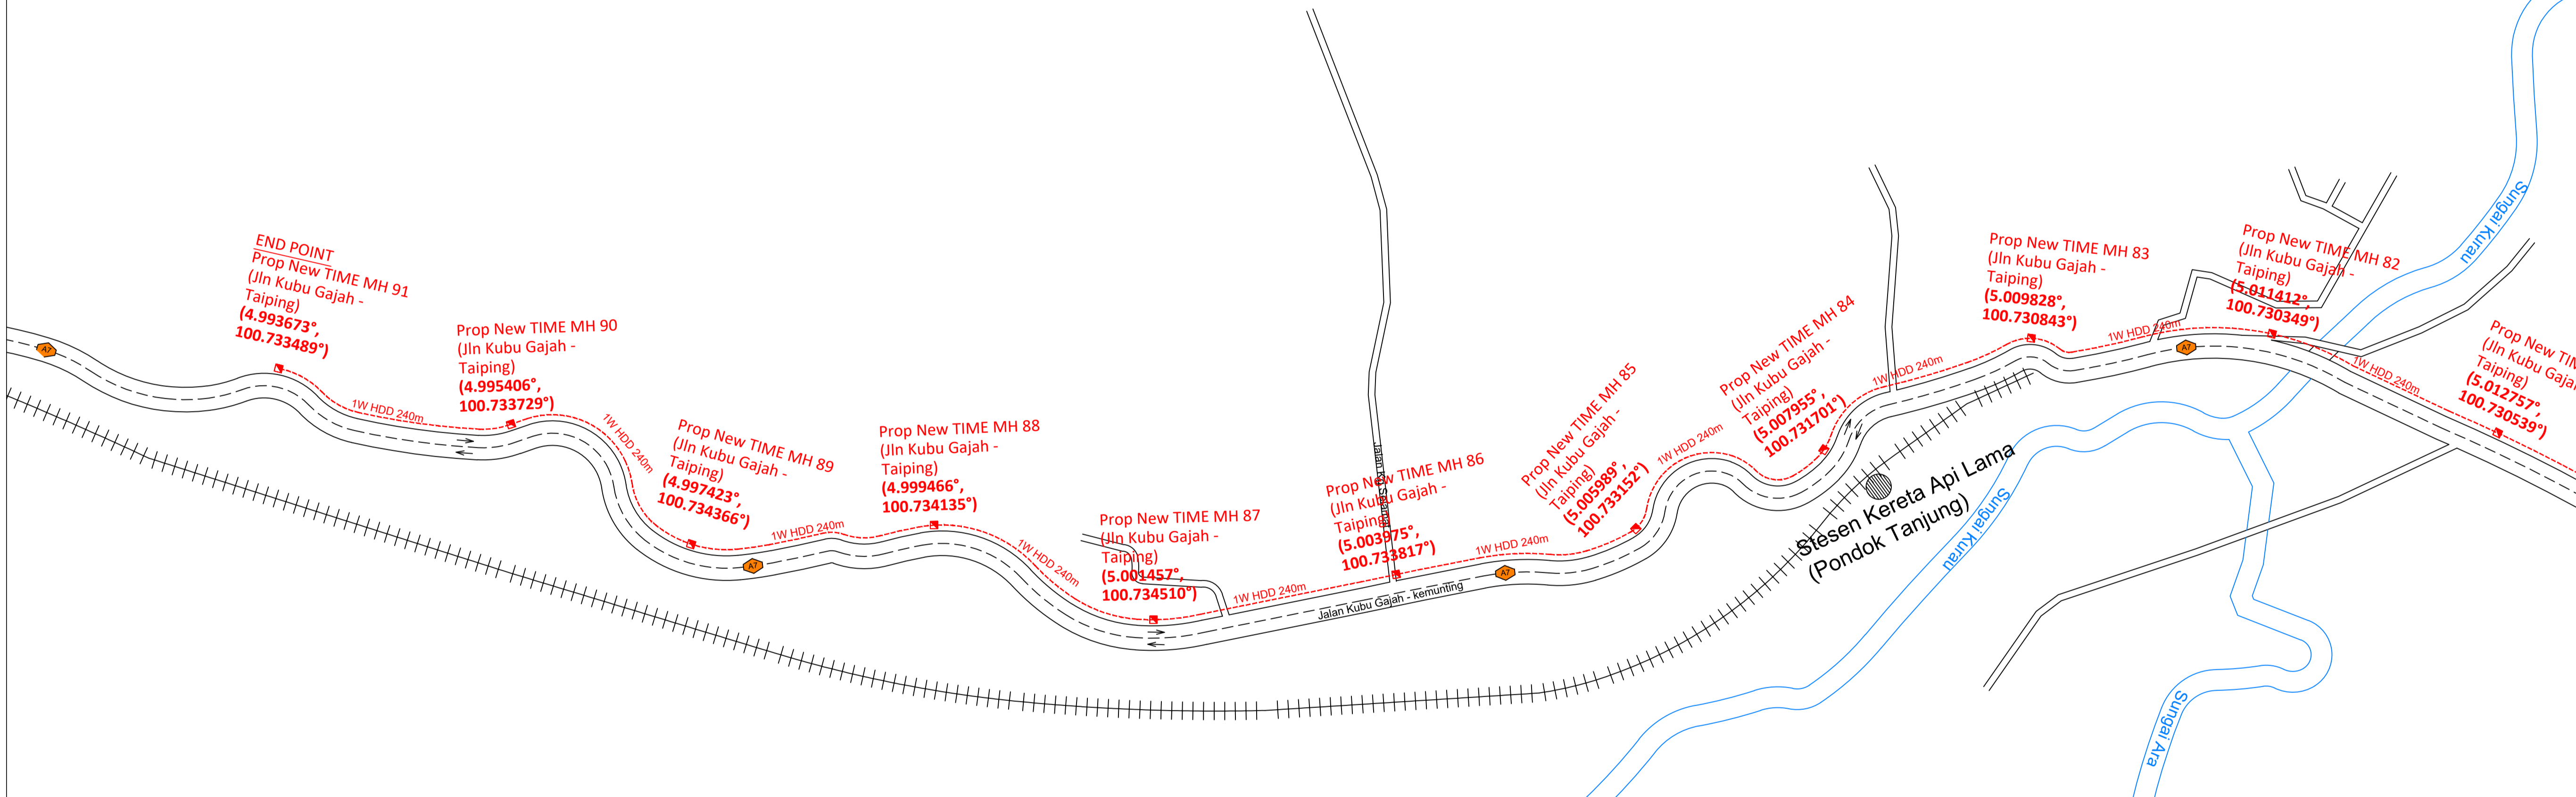 END POINT
Prop New TIME MH 91
(Jln Kubu Gajah -
Taiping)
(4.993673°,
100.733489°)
A7
1W HDD 240m
Prop New TIME MH 90
(Jln Kubu Gajah -
Taiping)
(4.995406°,
100.733729°)
1W HDD 240m
Prop New TIME MH 89
(Jln Kubu Gajah -
Taiping)
(4.997423°,
100.734366°)
A7
1W HDD 240m
Prop New TIME MH 88
(Jln Kubu Gajah -
Taiping)
(4.999466°,
100.734135°)
1W HDD 240m
Prop New TIME MH 87
(Jln Kubu Gajah -
Taiping)
(5.001457°,
100.734510°)
1W HDD 240m
Jalan Kubu Gajah - kemunting
Prop New TIME MH 86
(Jln Kubu Gajah -
Taiping)
(5.003975°,
100.733817°)
Jalan
1W HDD 240m
A7
Prop New TIME MH 85
(Jln Kubu Gajah -
Taiping)
(5.005989°,
100.733152°)
1W HDD 240m
Prop New TIME MH 84
(Jln Kubu Gajah -
Taiping)
(5.007955°,
100.731701°)
1W HDD 240m
Stesen Kereta Api Lama
(Pondok Tanjung)
Sungai Kurau
Prop New TIME MH 83
(Jln Kubu Gajah -
Taiping)
(5.009828°,
100.730843°)
1W HDD 240m
A7
Prop New TIME MH 82
(Jln Kubu Gajah -
Taiping)
(5.011412°,
100.730349°)
1W HDD 240m
Sungai Kurau
Sungai Ara
Prop New
(Jln Kubu
Taiping)
(5.012757°,
100.730539°)